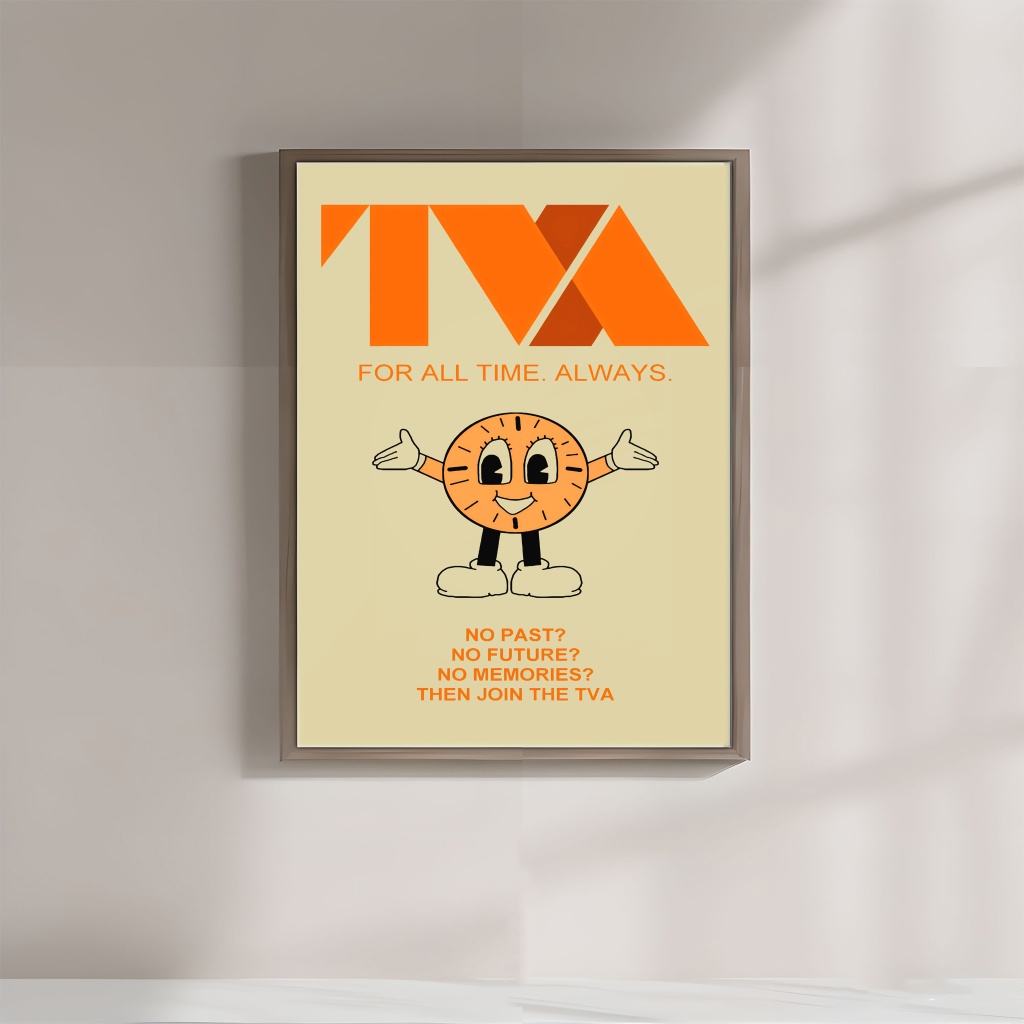 TVA
FOR ALL TIME. ALWAYS.
NO PAST?
NO FUTURE?
NO MEMORIES?
THEN JOIN THE TVA